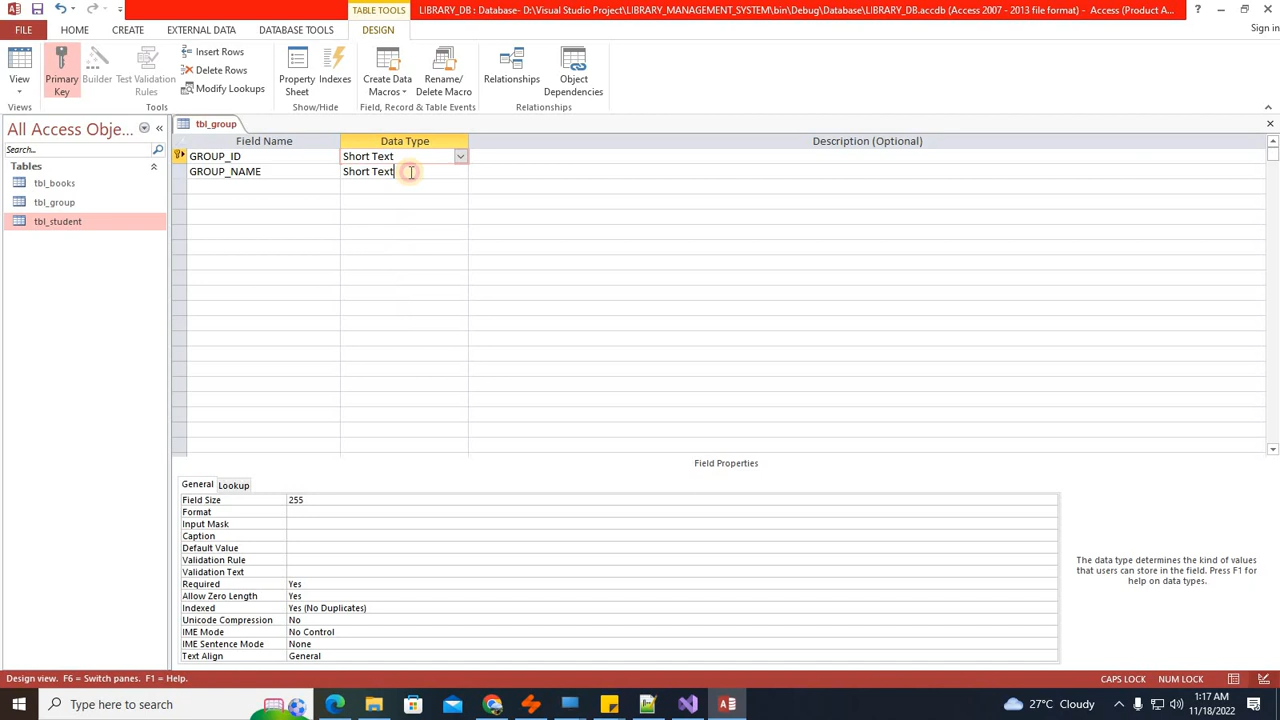 TABLE TOOLS
LIBRARY_DB : Database- D:\Visual Studio Project\LIBRARY_MANAGEMENT_SYSTEM\bin\Debug\Database\LIBRARY_DB.accdb (Access 2007 - 2013 file format) - Access (Product A...
FILE HOME CREATE EXTERNAL DATA DATABASE TOOLS DESIGN Sign in
View
Primary Key
Builder
Test Validation Rules
Insert Rows
Delete Rows
Modify Lookups
Property Sheet
Indexes
Create Data Macros
Rename/ Delete Macro
Relationships
Object Dependencies
Views Tools Show/Hide Field, Record & Table Events Relationships
All Access Obje...
Search...
Tables
tbl_books
tbl_group
tbl_student
tbl_group
Field Name Data Type Description (Optional)
GROUP_ID Short Text
GROUP_NAME Short Text
Field Properties
General Lookup
Field Size 255
Format
Input Mask
Caption
Default Value
Validation Rule
Validation Text
Required Yes
Allow Zero Length Yes
Indexed Yes (No Duplicates)
Unicode Compression No
IME Mode No Control
IME Sentence Mode None
Text Align General
The data type determines the kind of values
that users can store in the field. Press F1 for
help on data types.
Design view. F6 = Switch panes. F1 = Help. CAPS LOCK NUM LOCK
Type here to search
27°C Cloudy
1:17 AM
11/18/2022